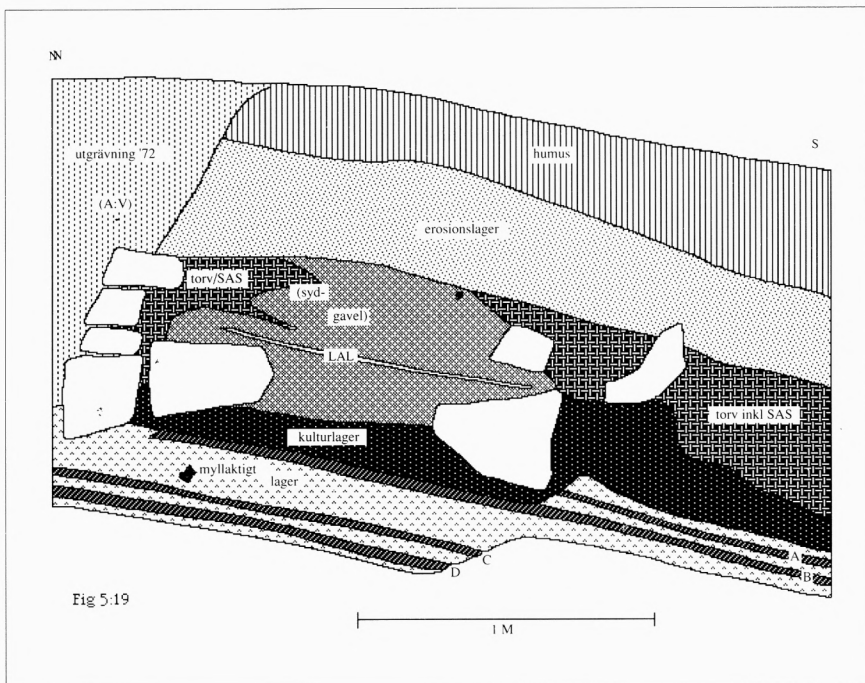 N
S
utgrävning '72
humus
(A:V)
erosionslager
torv/SAS
(syd-
gavel)
LAL
torv inkl SAS
kulturlager
myllaktigt
lager
A
C
B
D
Fig 5:19
1 M